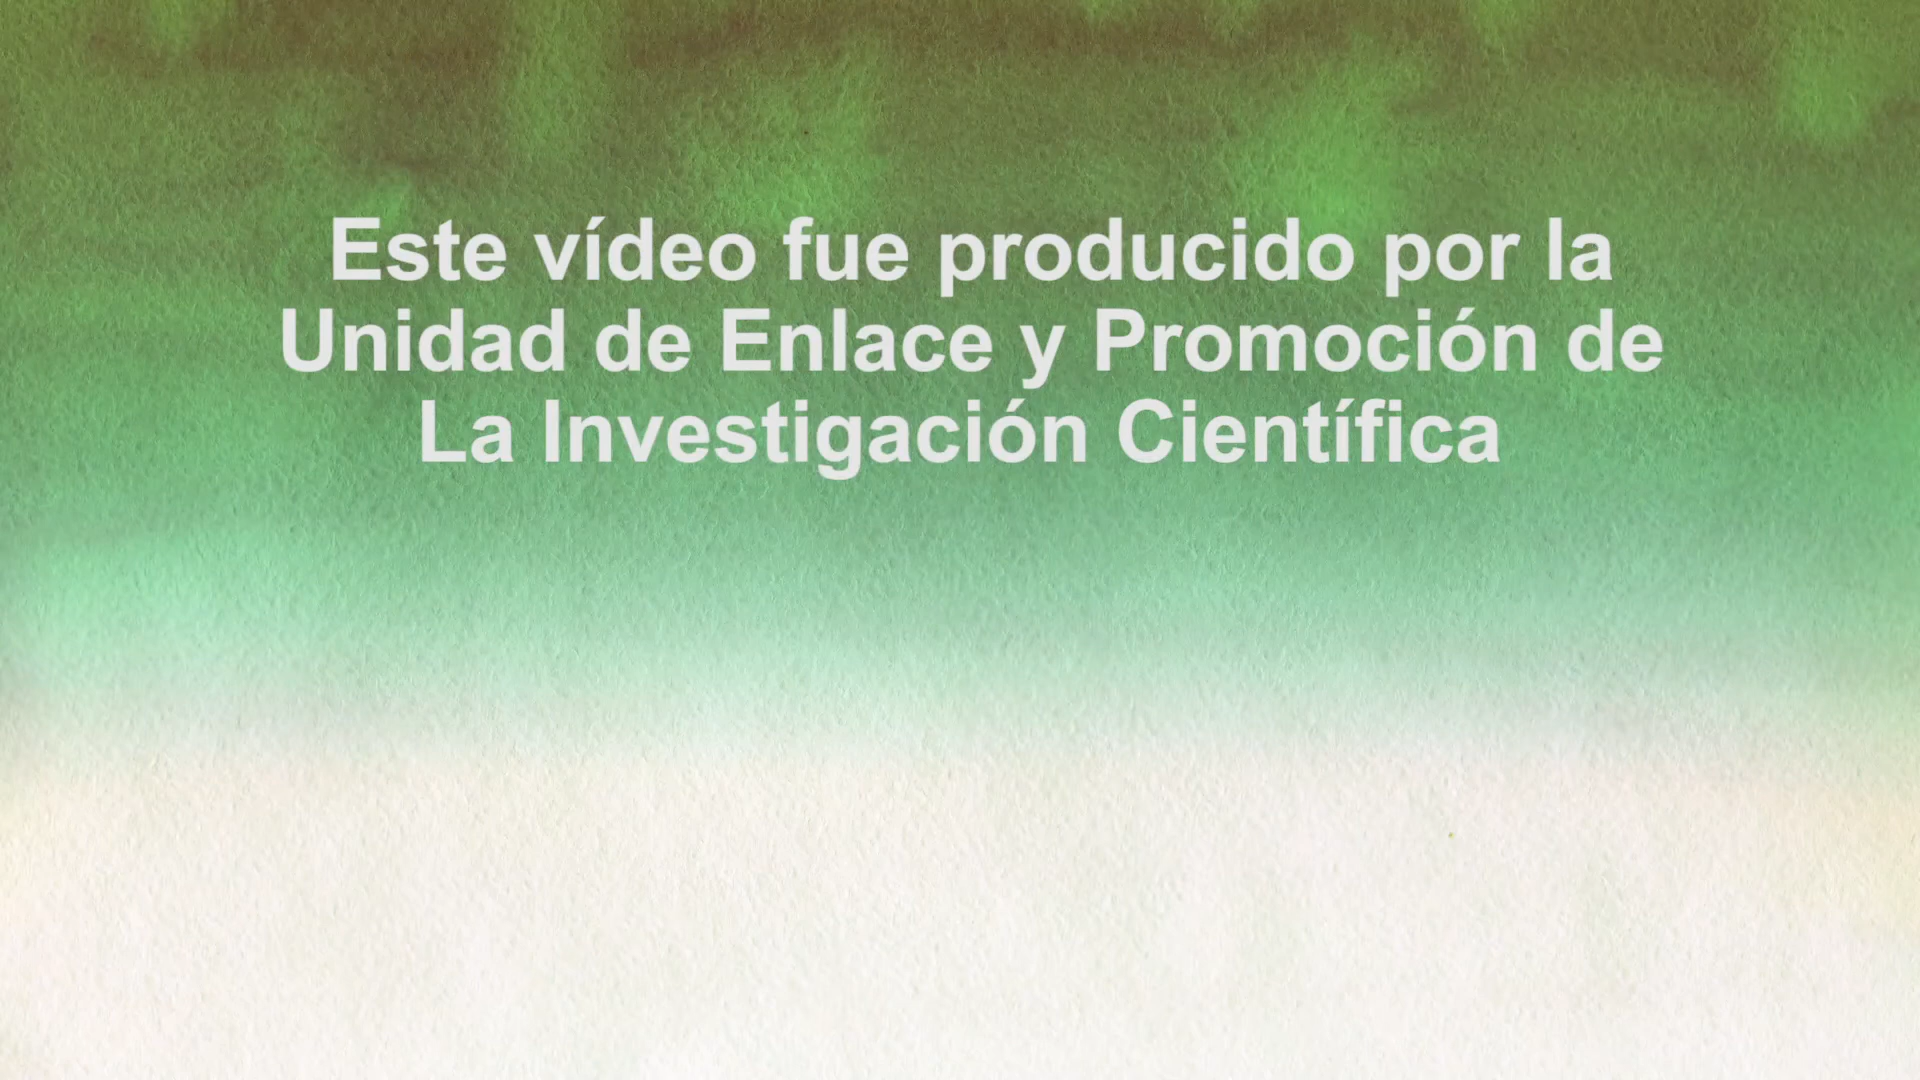 Este vídeo fue producido por la
Unidad de Enlace y Promoción de
La Investigación Científica